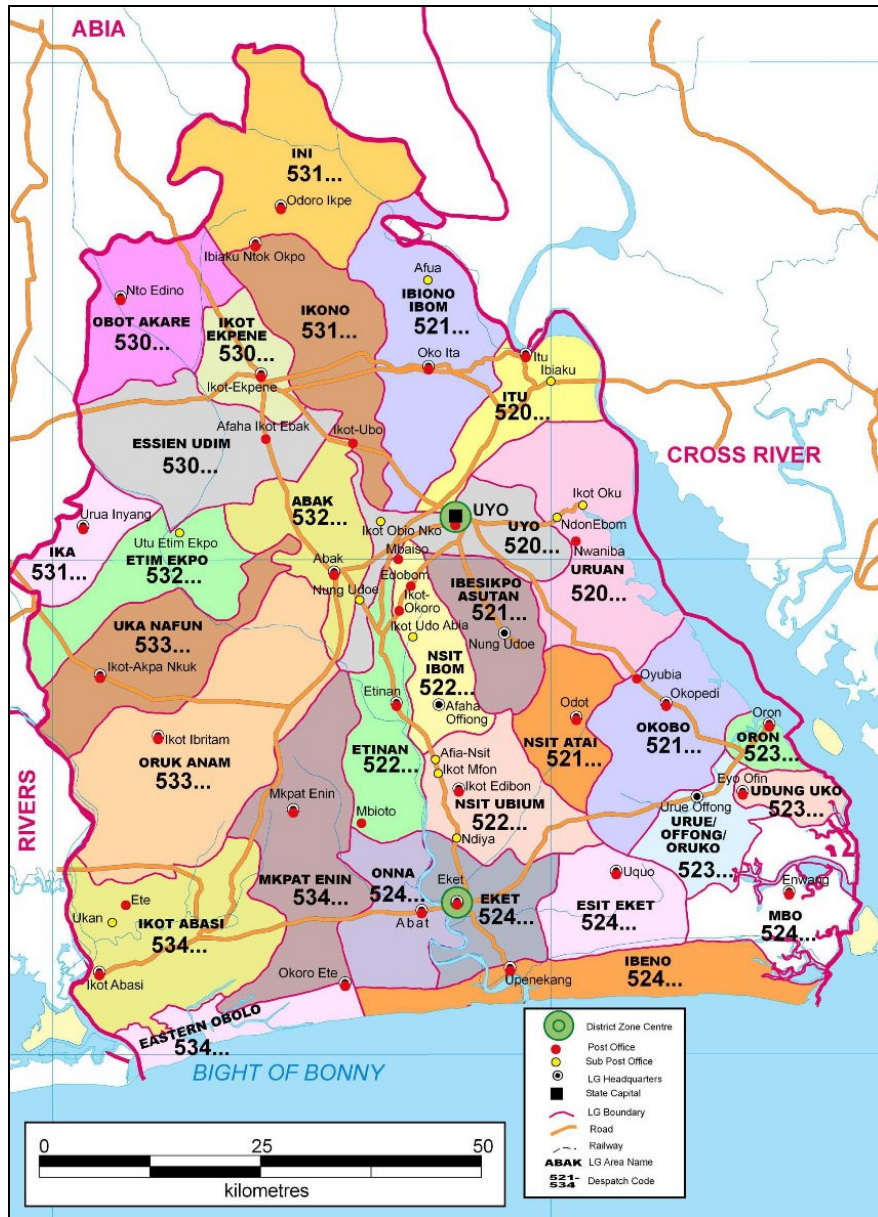 ABIA
INI
531...
Odoro Ikpe
Ibiaku Ntok Okpo
Nto Edino
OBOT AKARE
530...
IKOT
EKPENE
530...
Ikot-Ekpene
IKONO
531...
Afua
IBIONO
IBOM
521...
Oko Ita
Itu
Ibiaku
ITU
520...
CROSS RIVER
Afaha Ikot Ebak
Ikot-Ubo
ESSIEN UDIM
530...
Urua Inyang
IKA
531...
Utu Etim Ekpo
ETIM EKPO
532...
ABAK
532...
Abak
Ikot Obio Nko
UYO
UYO
520...
Ikot Oku
NdonEbom
Nwaniba
URUAN
520...
Mbaiso
Edobom
Ikot-
Okoro
Nung Udoe
Ikot Udo Abia
IBESIKPO
ASUTAN
521...
Nung Udoe
UKA NAFUN
533...
Ikot-Akpa Nkuk
NSIT
IBOM
522...
Afaha
Offiong
Etinan
ETINAN
522...
Mbioto
Oyubia
Okopedi
Odot
NSIT ATAI
521...
OKOBO
521...
Oron
ORON
523...
Eyo Ofin
UDUNG UKO
523...
Urue Offong
URUE/
OFFONG/
ORUKO
523...
RIVERS
Ikot Ibritam
ORUK ANAM
533...
Afia-Nsit
Ikot Mfon
Ikot Edibon
NSIT UBIUM
522...
Ndiya
Mkpat Enin
MKPAT ENIN
534...
ONNA
524...
Abat
Eket
EKET
524...
Uquo
ESIT EKET
524...
Enwang
MBO
524...
Ete
Ukan
IKOT ABASI
534...
Ikot Abasi
Okoro Ete
Upenekang
IBENO
524...
EASTERN OBOLO
534...
BIGHT OF BONNY
0
25
50
kilometres
District Zone Centre
Post Office
Sub Post Office
LG Headquarters
State Capital
LG Boundary
Road
Railway
ABAK LG Area Name
521-
534 Despatch Code